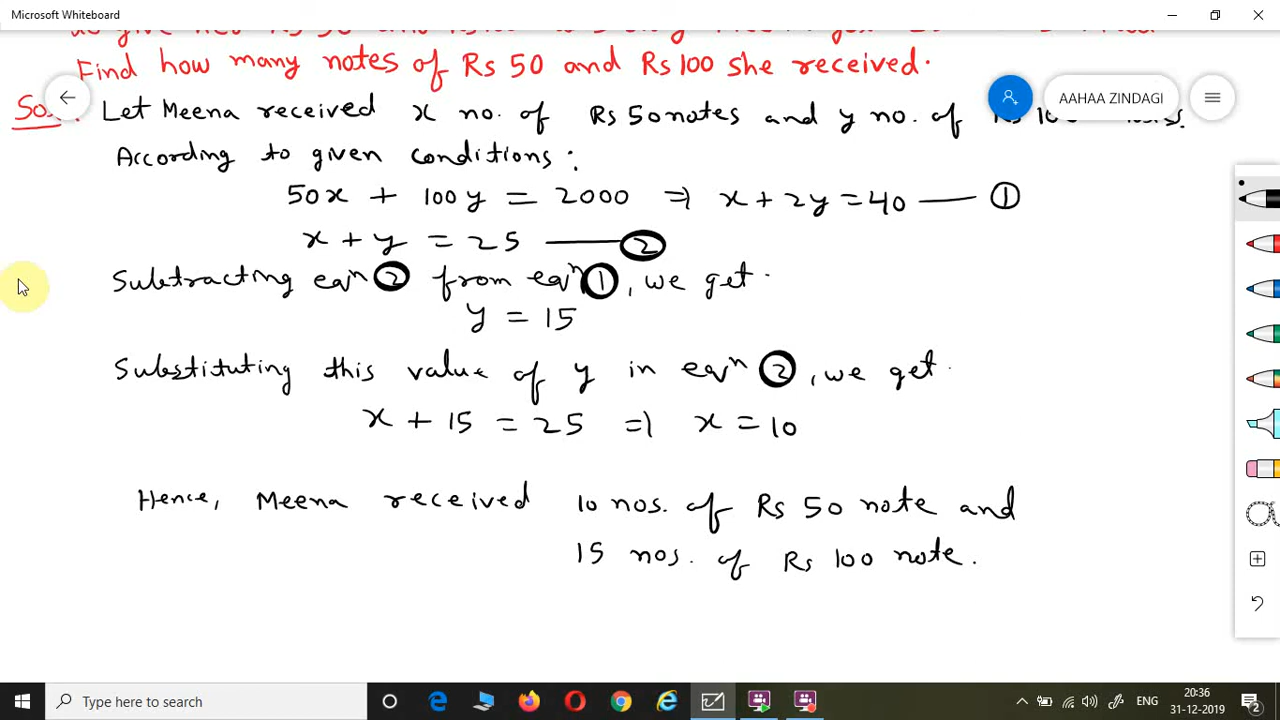 Microsoft Whiteboard
Rs 50
Find how many notes of Rs 50 and Rs 100 she received.
AAHAA ZINDAGI
Let Meena received x no. of Rs 50 notes and y no. of
According to given conditions :
50x + 100y = 2000 ⇒ x + 2y = 40 —— ①
x + y = 25 —— ②
Subtracting eqⁿ ② from eqⁿ ①, we get
y = 15
Substituting this value of y in eqⁿ ②, we get
x + 15 = 25 ⇒ x = 10
Hence, Meena received 10 nos. of Rs 50 note and
15 nos. of Rs 100 note.
Type here to search
ENG
20:36
31-12-2019
2